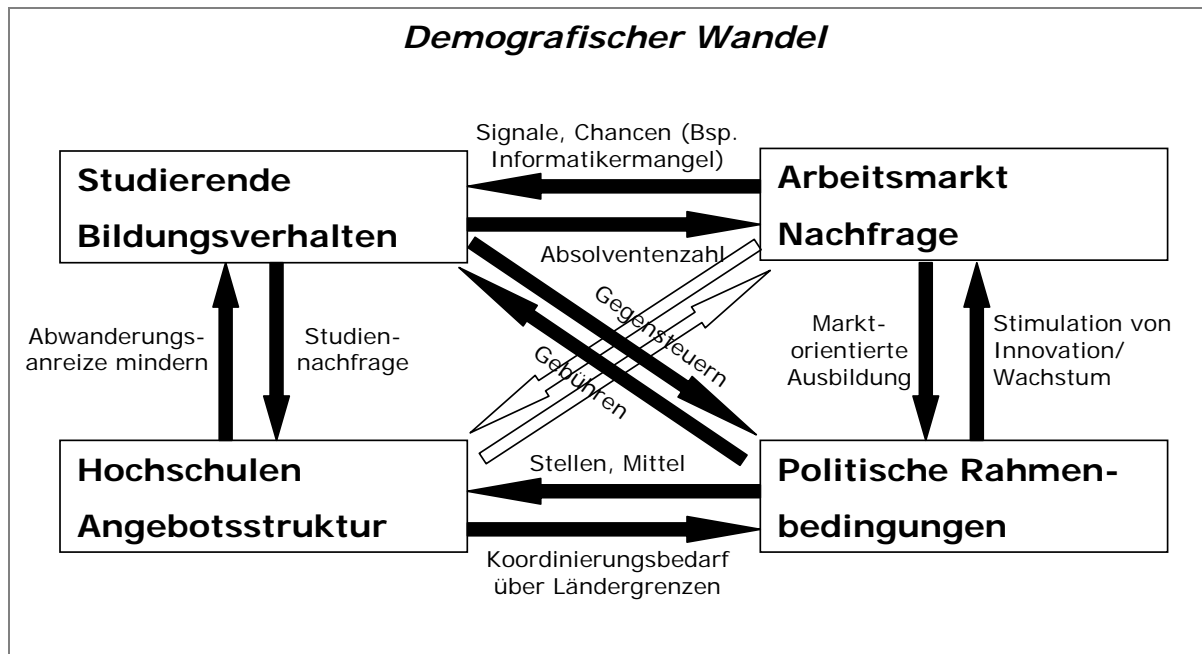 Demografischer Wandel
Signale, Chancen (Bsp.
Informatikermangel)
Studierende
Bildungsverhalten
Arbeitsmarkt
Nachfrage
Absolventenzahl
Gegensteuern
Gebühren
Abwanderungs-
anreize mindern
Studien-
nachfrage
Markt-
orientierte
Ausbildung
Stimulation von
Innovation/
Wachstum
Hochschulen
Angebotsstruktur
Stellen, Mittel
Politische Rahmen-
bedingungen
Koordinierungsbedarf
über Ländergrenzen